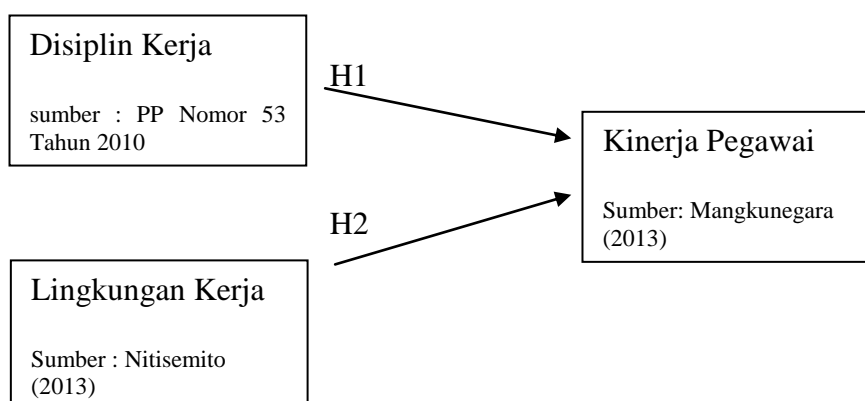 Disiplin Kerja
sumber : PP Nomor 53
Tahun 2010
H1
Kinerja Pegawai
Sumber: Mangkunegara
(2013)
H2
Lingkungan Kerja
Sumber : Nitisemito
(2013)